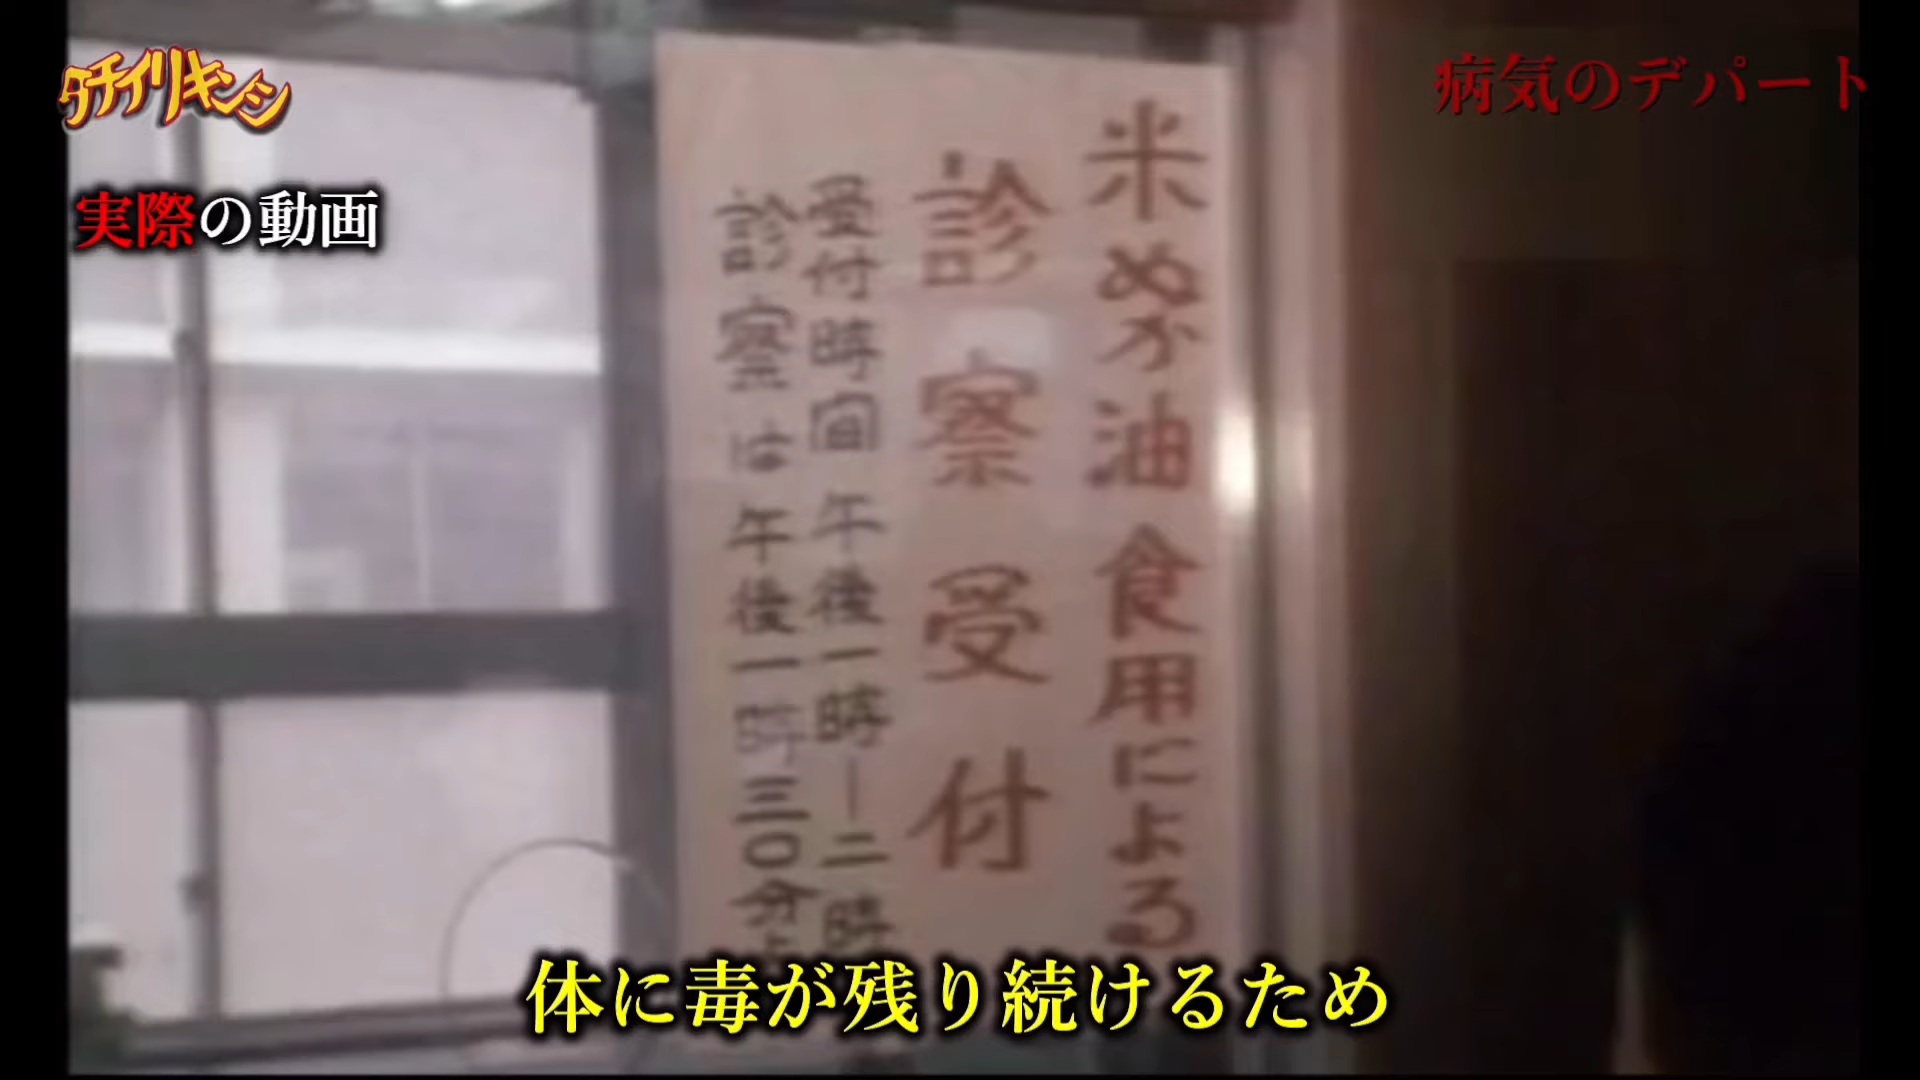 タチイリキンシ
病気のデパート
実際の動画
米ぬか油食用による
診察受付
受付時間午後一時ー二時
診察は午後一時三〇分
体に毒が残り続けるため